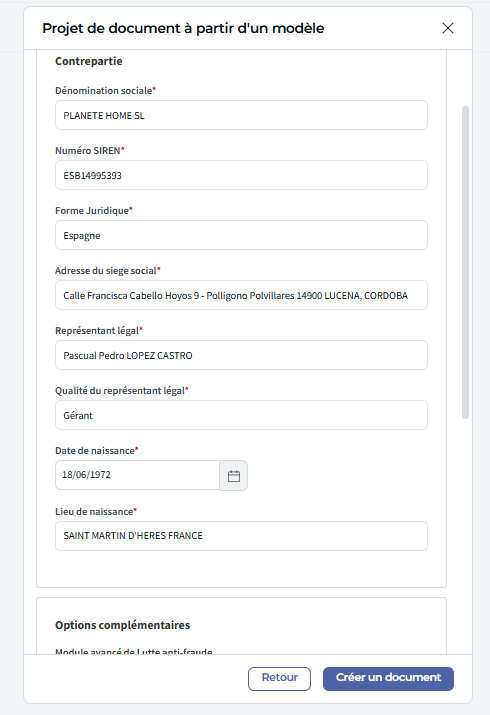 Projet de document à partir d'un modèle
Contrepartie
Dénomination sociale*
PLANETE HOME SL
Numéro SIREN*
ESB14995393
Forme Juridique*
Espagne
Adresse du siege social*
Calle Francisca Cabello Hoyos 9 - Polligono Polvillares 14900 LUCENA, CORDOBA
Représentant légal*
Pascual Pedro LOPEZ CASTRO
Qualité du représentant légal*
Gérant
Date de naissance*
18/06/1972
Lieu de naissance*
SAINT MARTIN D'HERES FRANCE
Options complémentaires
Module avancé de Lutte anti-fraude
Retour
Créer un document